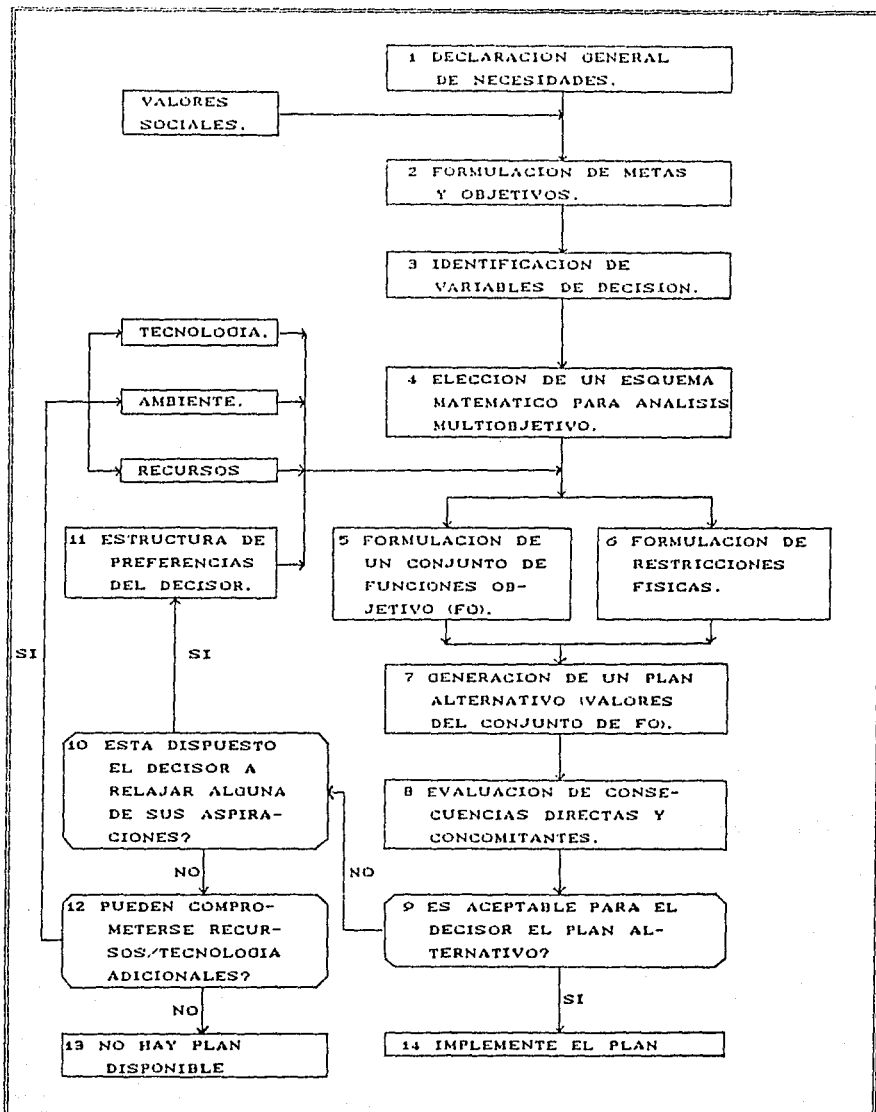 1 DECLARACION GENERAL
DE NECESIDADES.
VALORES
SOCIALES.
2 FORMULACION DE METAS
Y OBJETIVOS.
3 IDENTIFICACION DE
VARIABLES DE DECISION.
TECNOLOGIA.
AMBIENTE.
RECURSOS
4 ELECCION DE UN ESQUEMA
MATEMATICO PARA ANALISIS
MULTIOBJETIVO.
11 ESTRUCTURA DE
PREFERENCIAS
DEL DECISOR.
5 FORMULACION DE
UN CONJUNTO DE
FUNCIONES OB-
JETIVO (FO).
6 FORMULACION DE
RESTRICCIONES
FISICAS.
SI
SI
7 GENERACION DE UN PLAN
ALTERNATIVO (VALORES
DEL CONJUNTO DE FO).
10 ESTA DISPUESTO
EL DECISOR A
RELAJAR ALGUNA
DE SUS ASPIRA-
CIONES?
8 EVALUACION DE CONSE-
CUENCIAS DIRECTAS Y
CONCOMITANTES.
NO
NO
12 PUEDEN COMPRO-
METERSE RECUR-
SOS/TECNOLOGIA
ADICIONALES?
9 ES ACEPTABLE PARA EL
DECISOR EL PLAN AL-
TERNATIVO?
NO
SI
13 NO HAY PLAN
DISPONIBLE
14 IMPLEMENTE EL PLAN